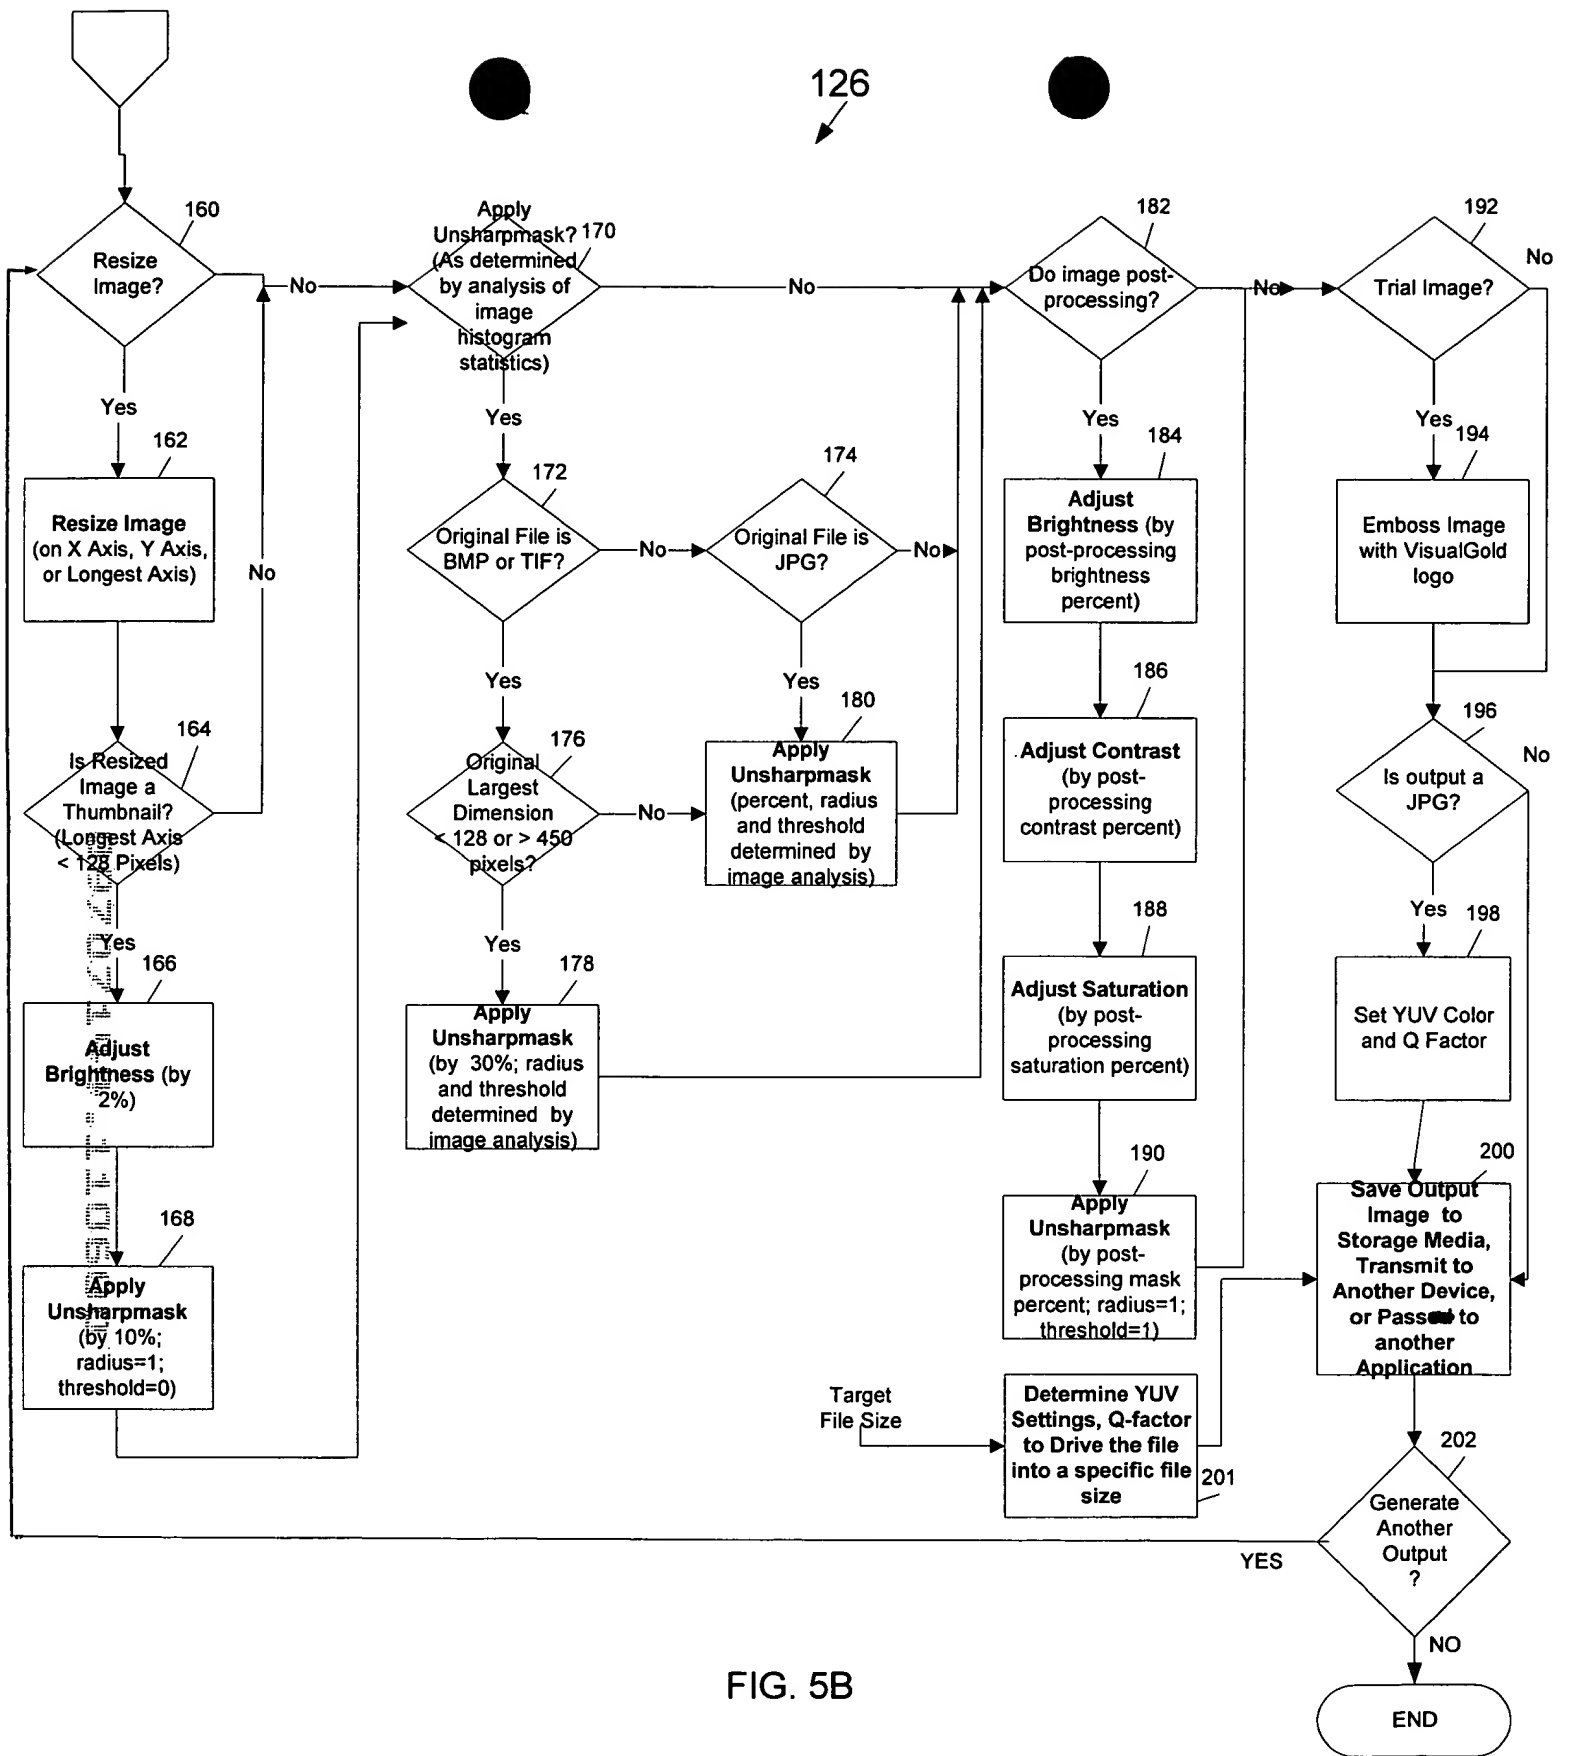 126
160
Resize
Image?
No
Yes
162
Resize Image
(on X Axis, Y Axis,
or Longest Axis)
No
164
Is Resized
Image a
Thumbnail?
(Longest Axis
< 128 Pixels)
Yes
166
Adjust
Brightness (by
2%)
168
Apply
Unsharpmask
(by 10%;
radius=1;
threshold=0)
170
Apply
Unsharpmask?
(As determined
by analysis of
image
histogram
statistics)
No
Yes
172
Original File is
BMP or TIF?
No
Yes
174
Original File is
JPG?
No
Yes
176
Original
Largest
Dimension
< 128 or > 450
pixels?
No
Yes
178
Apply
Unsharpmask
(by 30%; radius
and threshold
determined by
image analysis)
180
Apply
Unsharpmask
(percent, radius
and threshold
determined by
image analysis)
182
Do image post-
processing?
No
Yes
184
Adjust
Brightness (by
post-processing
brightness
percent)
186
Adjust Contrast
(by post-
processing
contrast percent)
188
Adjust Saturation
(by post-
processing
saturation percent)
190
Apply
Unsharpmask
(by post-
processing mask
percent; radius=1;
threshold=1)
Target
File Size
Determine YUV
Settings, Q-factor
to Drive the file
into a specific file
size
201
192
Trial Image?
No
Yes
194
Emboss Image
with VisualGold
logo
196
Is output a
JPG?
No
Yes
198
Set YUV Color
and Q Factor
200
Save Output
Image to
Storage Media,
Transmit to
Another Device,
or Pass to
another
Application
202
Generate
Another
Output
?
YES
NO
END
FIG. 5B